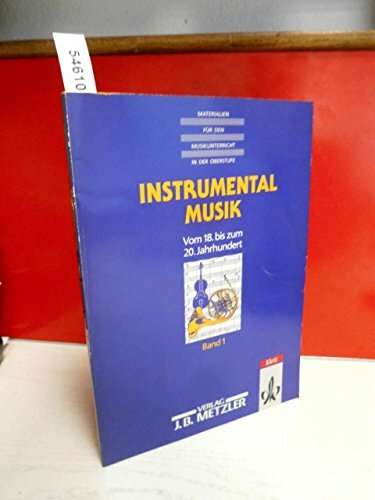 54610
MATERIALIEN
FÜR DEN
MUSIKUNTERRICHT
IN DER OBERSTUFE
INSTRUMENTAL
MUSIK
Vom 18. bis zum
20. Jahrhundert
Band 1
Klett
VERLAG
J.B. METZLER